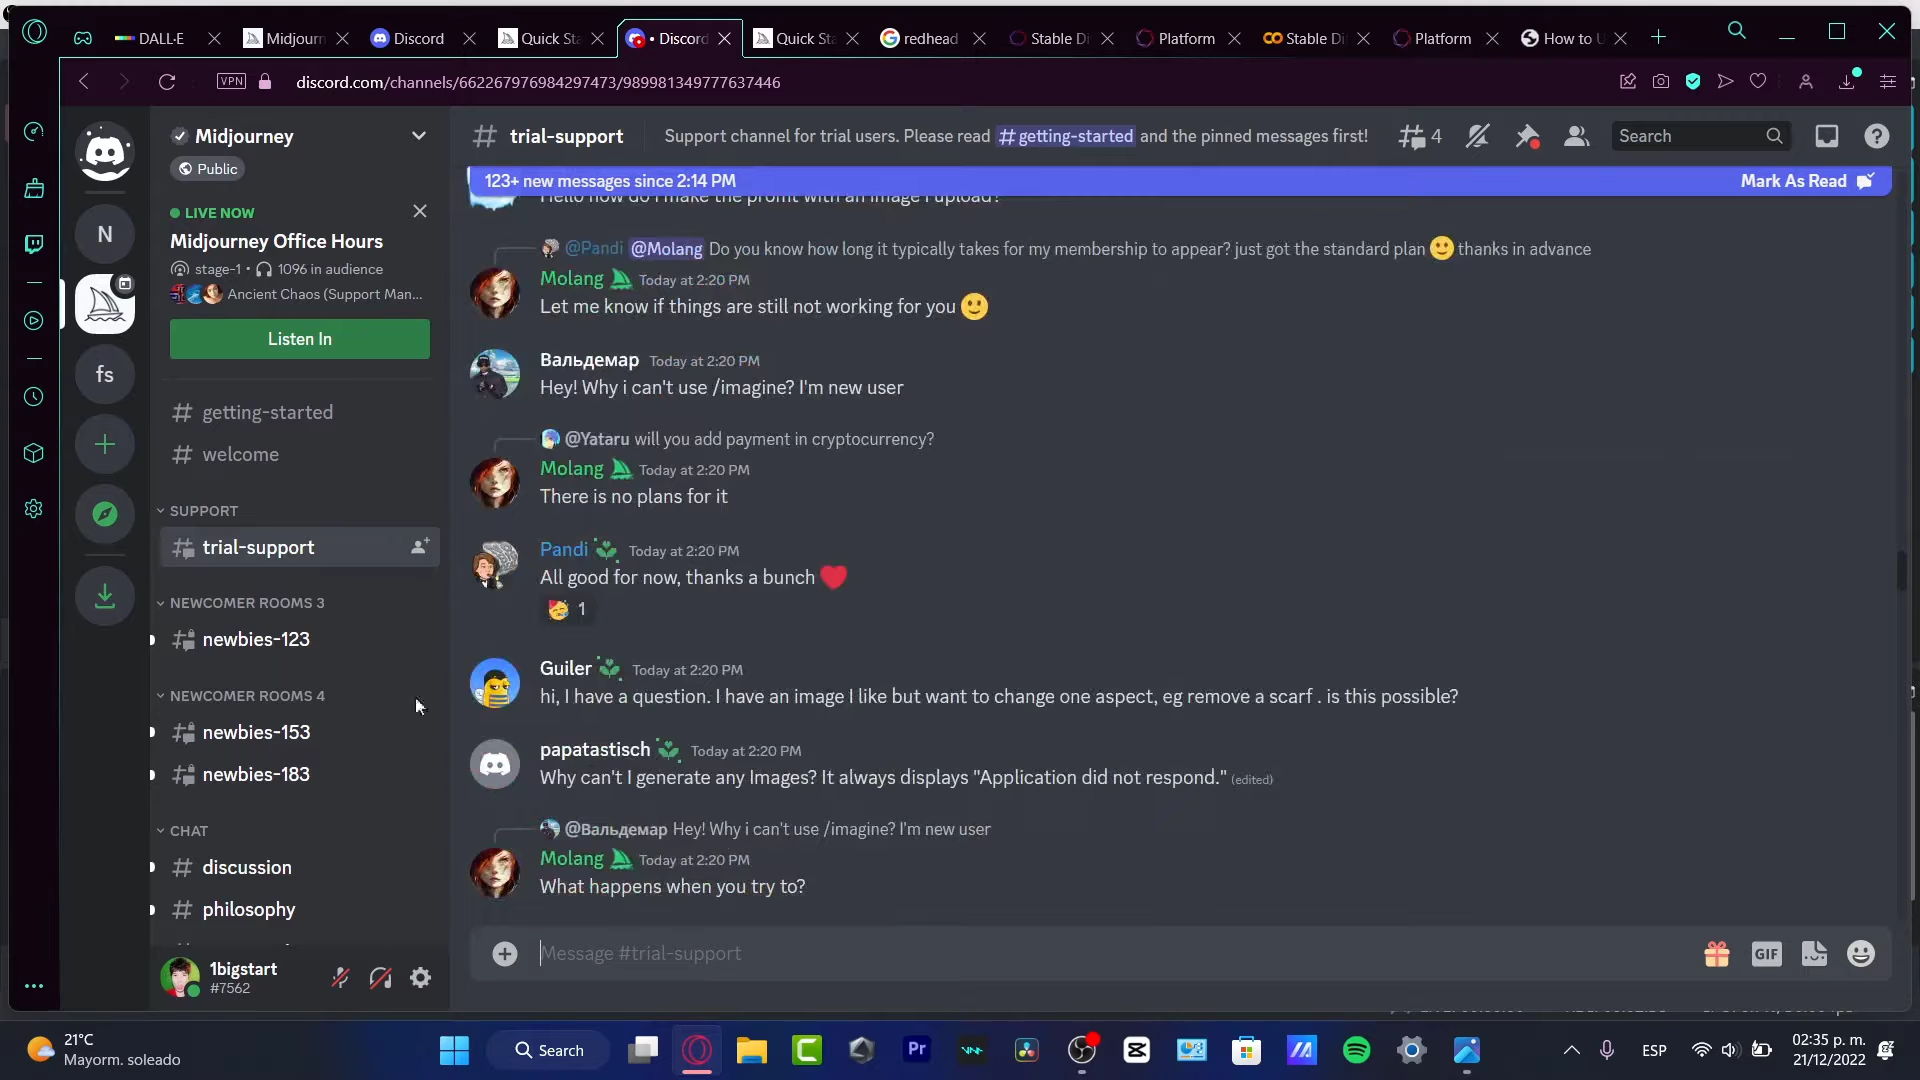 DALL·E
Midjourn
Discord
Quick Sta
• Discord
Quick Sta
redhead
Stable Di
Platform
Stable Di
Platform
How to U
VPN
discord.com/channels/662267976984297473/989981349777637446
Midjourney
Public
LIVE NOW
Midjourney Office Hours
stage-1 • 1096 in audience
Ancient Chaos (Support Man...
Listen In
N
fs
getting-started
welcome
SUPPORT
trial-support
NEWCOMER ROOMS 3
newbies-123
NEWCOMER ROOMS 4
newbies-153
newbies-183
CHAT
discussion
philosophy
1bigstart
#7562
trial-support
Support channel for trial users. Please read # getting-started and the pinned messages first!
4
Search
123+ new messages since 2:14 PM
Mark As Read
Hello how do I make the promt with an image I upload?
@Pandi @Molang Do you know how long it typically takes for my membership to appear? just got the standard plan 🙂 thanks in advance
Molang Today at 2:20 PM
Let me know if things are still not working for you 🙂
Вальдемар Today at 2:20 PM
Hey! Why i can't use /imagine? I'm new user
@Yataru will you add payment in cryptocurrency?
Molang Today at 2:20 PM
There is no plans for it
Pandi Today at 2:20 PM
All good for now, thanks a bunch ❤️
🥳 1
Guiler Today at 2:20 PM
hi, I have a question. I have an image I like but want to change one aspect, eg remove a scarf . is this possible?
papatastisch Today at 2:20 PM
Why can't I generate any Images? It always displays "Application did not respond." (edited)
@Вальдемар Hey! Why i can't use /imagine? I'm new user
Molang Today at 2:20 PM
What happens when you try to?
Message #trial-support
GIF
21°C
Mayorm. soleado
Search
Pr
ESP
02:35 p. m.
21/12/2022